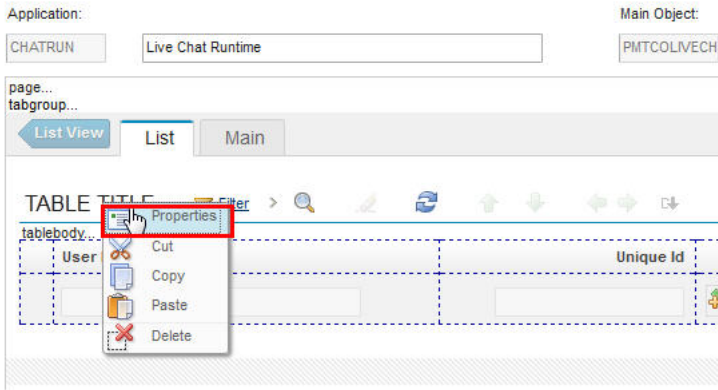 Application: Main Object:
CHATRUN Live Chat Runtime PMTCOLIVECH
page...
tabgroup...
List View List Main
TABLE Filter
tablebody...
User Unique Id
Properties
Cut
Copy
Paste
Delete